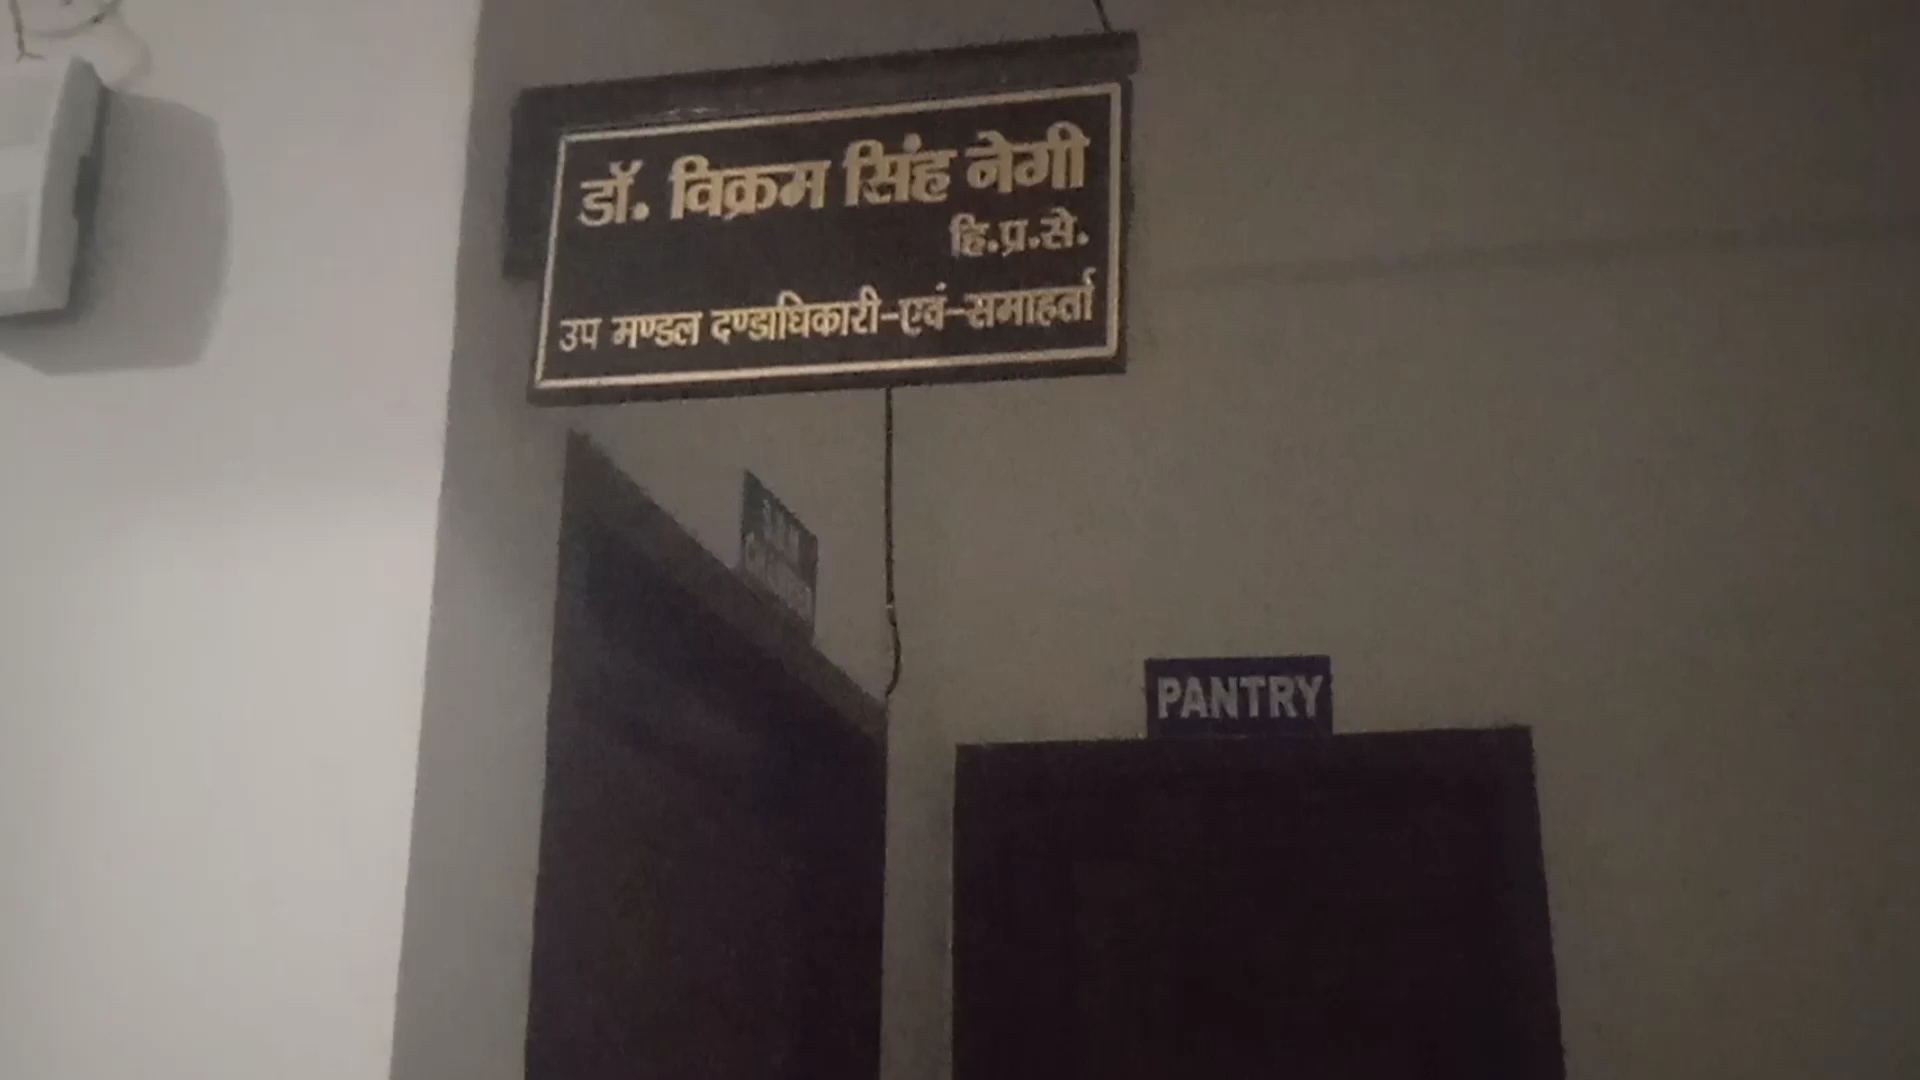 डॉ. विक्रम सिंह नेगी
हि.प्र.से.
उप मण्डल दण्डाधिकारी-एवं-समाहर्ता
PANTRY